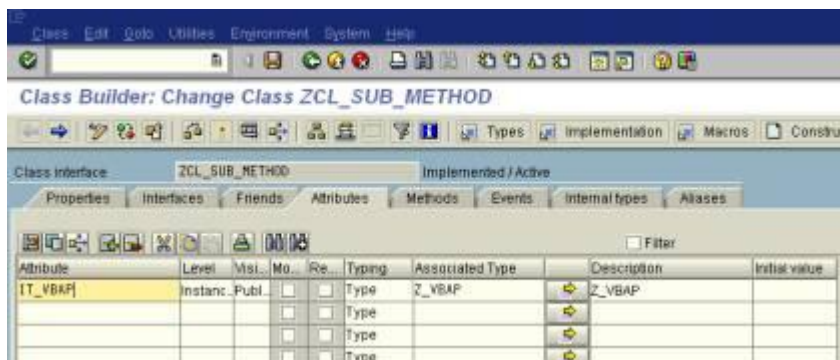 Class Edit Goto Utilities Environment System Help
Class Builder: Change Class ZCL_SUB_METHOD
Types Implementation Macros Constru
Class Interface ZCL_SUB_METHOD Implemented / Active
Properties Interfaces Friends Attributes Methods Events Internal types Aliases
Filter
Attribute Level Visi... Mo... Re... Typing Associated Type Description Initial value
IT_VBAP Instanc... Publ... Type Z_VBAP Z_VBAP
Type
Type
Type